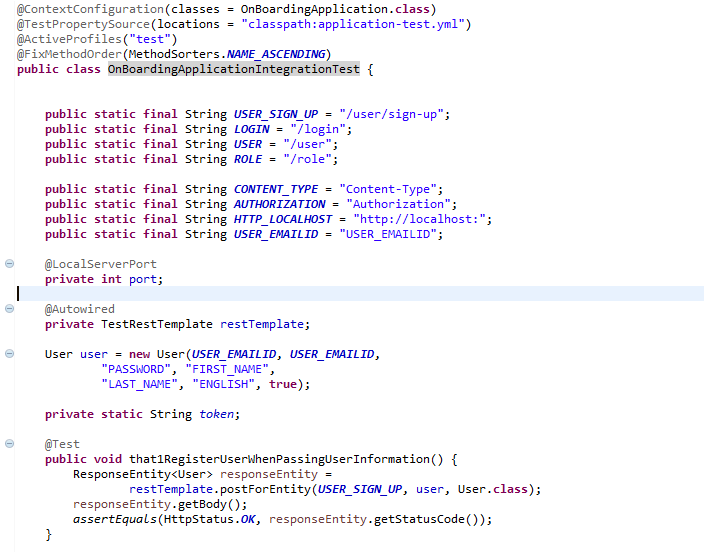 @ContextConfiguration(classes = OnBoardingApplication.class)
@TestPropertySource(locations = "classpath:application-test.yml")
@ActiveProfiles("test")
@FixMethodOrder(MethodSorters.NAME_ASCENDING)
public class OnBoardingApplicationIntegrationTest {
public static final String USER_SIGN_UP = "/user/sign-up";
public static final String LOGIN = "/login";
public static final String USER = "/user";
public static final String ROLE = "/role";
public static final String CONTENT_TYPE = "Content-Type";
public static final String AUTHORIZATION = "Authorization";
public static final String HTTP_LOCALHOST = "http://localhost:";
public static final String USER_EMAILID = "USER_EMAILID";
@LocalServerPort
private int port;
@Autowired
private TestRestTemplate restTemplate;
User user = new User(USER_EMAILID, USER_EMAILID,
"PASSWORD", "FIRST_NAME",
"LAST_NAME", "ENGLISH", true);
private static String token;
@Test
public void that1RegisterUserWhenPassingUserInformation() {
ResponseEntity<User> responseEntity =
restTemplate.postForEntity(USER_SIGN_UP, user, User.class);
responseEntity.getBody();
assertEquals(HttpStatus.OK, responseEntity.getStatusCode());
}